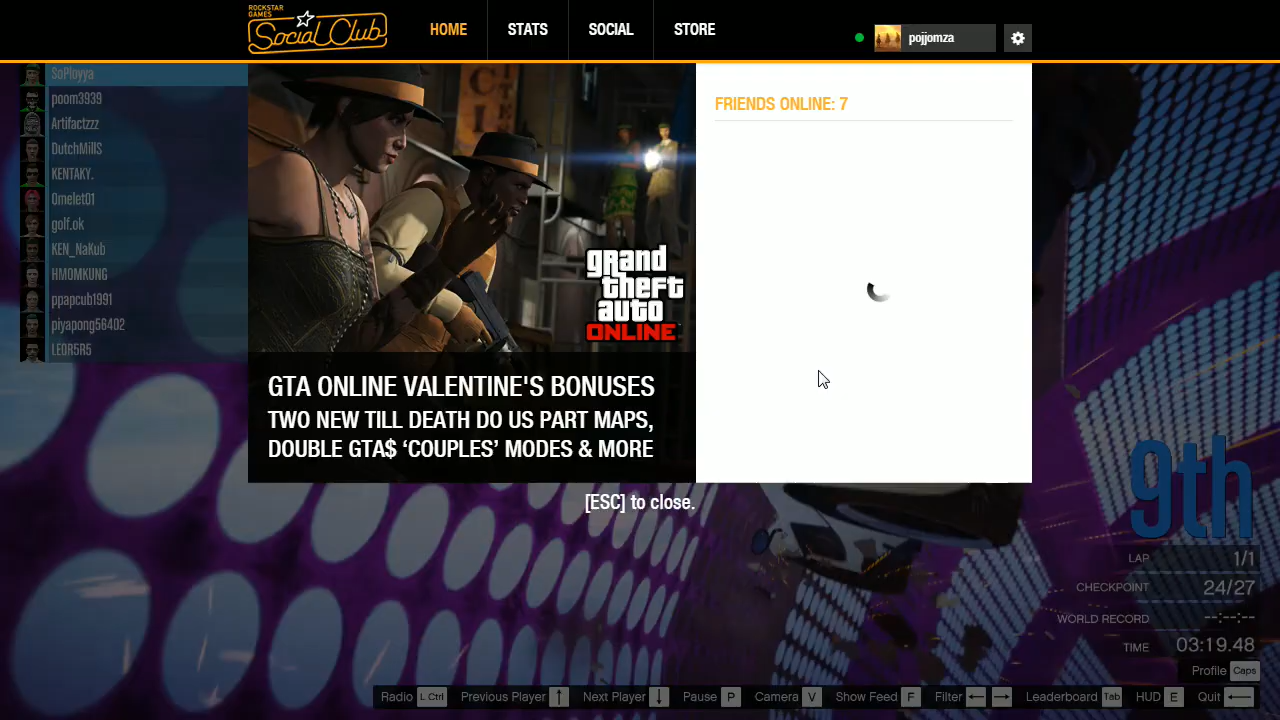 ROCKSTAR
GAMES
Social Club
HOME
STATS
SOCIAL
STORE
pojjomza
SoPloyya
poom3939
Artifactzzz
DutchMillS
KENTAKY.
Omelet01
golf.ok
KEN_NaKub
HMOMKUNG
ppapcub1991
piyapong56402
LEOR5R5
FRIENDS ONLINE: 7
grand
theft
auto
ONLINE
GTA ONLINE VALENTINE'S BONUSES
TWO NEW TILL DEATH DO US PART MAPS,
DOUBLE GTA$ ‘COUPLES’ MODES & MORE
[ESC] to close.
9th
LAP 1/1
CHECKPOINT 24/27
WORLD RECORD --:--:--
TIME 03:19.48
Profile Caps
Radio L Ctrl Previous Player ↑ Next Player ↓ Pause P Camera V Show Feed F Filter ← → Leaderboard Tab HUD E Quit ←